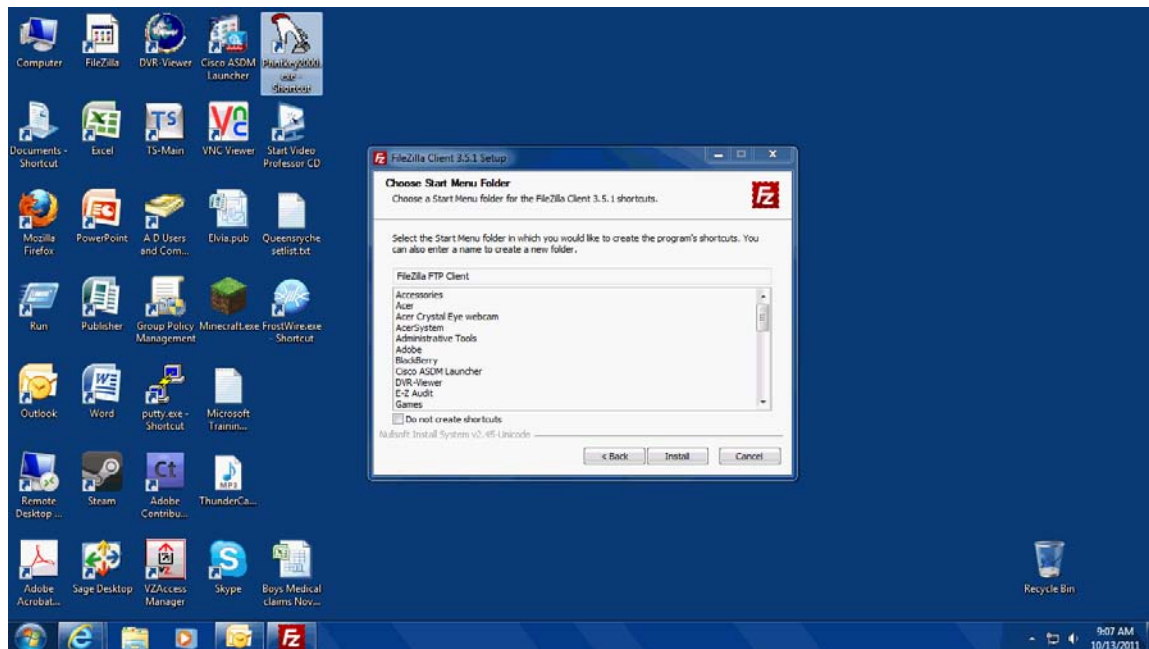 Computer
FileZilla
DVR-Viewer
Cisco ASDM
Launcher
Printkey2000.
exe -
Shortcut
Documents -
Shortcut
Excel
TS-Main
VNC Viewer
Start Video
Professor CD
Mozilla
Firefox
PowerPoint
A D Users
and Com...
Elvia.pub
Queensryche
setlist.txt
Run
Publisher
Group Policy
Management
Minecraft.exe
FrostWire.exe
- Shortcut
Outlook
Word
putty.exe -
Shortcut
Microsoft
Trainin...
Remote
Desktop ...
Steam
Adobe
Contribu...
ThunderCa...
Adobe
Acrobat...
Sage Desktop
VZAccess
Manager
Skype
Boys Medical
claims Nov...
FileZilla Client 3.5.1 Setup
Choose Start Menu Folder
Choose a Start Menu folder for the FileZilla Client 3.5.1 shortcuts.
Select the Start Menu folder in which you would like to create the program's shortcuts. You
can also enter a name to create a new folder.
FileZilla FTP Client
Accessories
Acer
Acer Crystal Eye webcam
AcerSystem
Administrative Tools
Adobe
BlackBerry
Cisco ASDM Launcher
DVR-Viewer
E-Z Audit
Games
Do not create shortcuts
Nullsoft Install System v2.45-Unicode
< Back Install Cancel
Recycle Bin
9:07 AM
10/13/2011